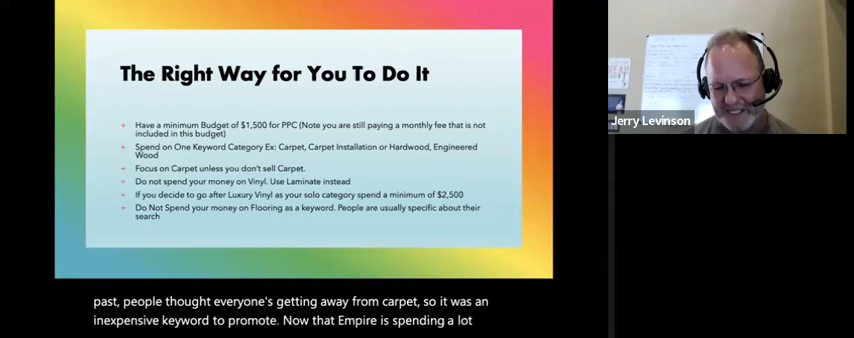 The Right Way for You To Do It
+ Have a minimum Budget of $1,500 for PPC (Note you are still paying a monthly fee that is not
included in this budget)
+ Spend on One Keyword Category Ex: Carpet, Carpet Installation or Hardwood, Engineered
Wood
+ Focus on Carpet unless you don't sell Carpet.
+ Do not spend your money on Vinyl. Use Laminate instead
+ If you decide to go after Luxury Vinyl as your solo category spend a minimum of $2,500
+ Do Not Spend your money on Flooring as a keyword. People are usually specific about their
search
Jerry Levinson
past, people thought everyone's getting away from carpet, so it was an
inexpensive keyword to promote. Now that Empire is spending a lot